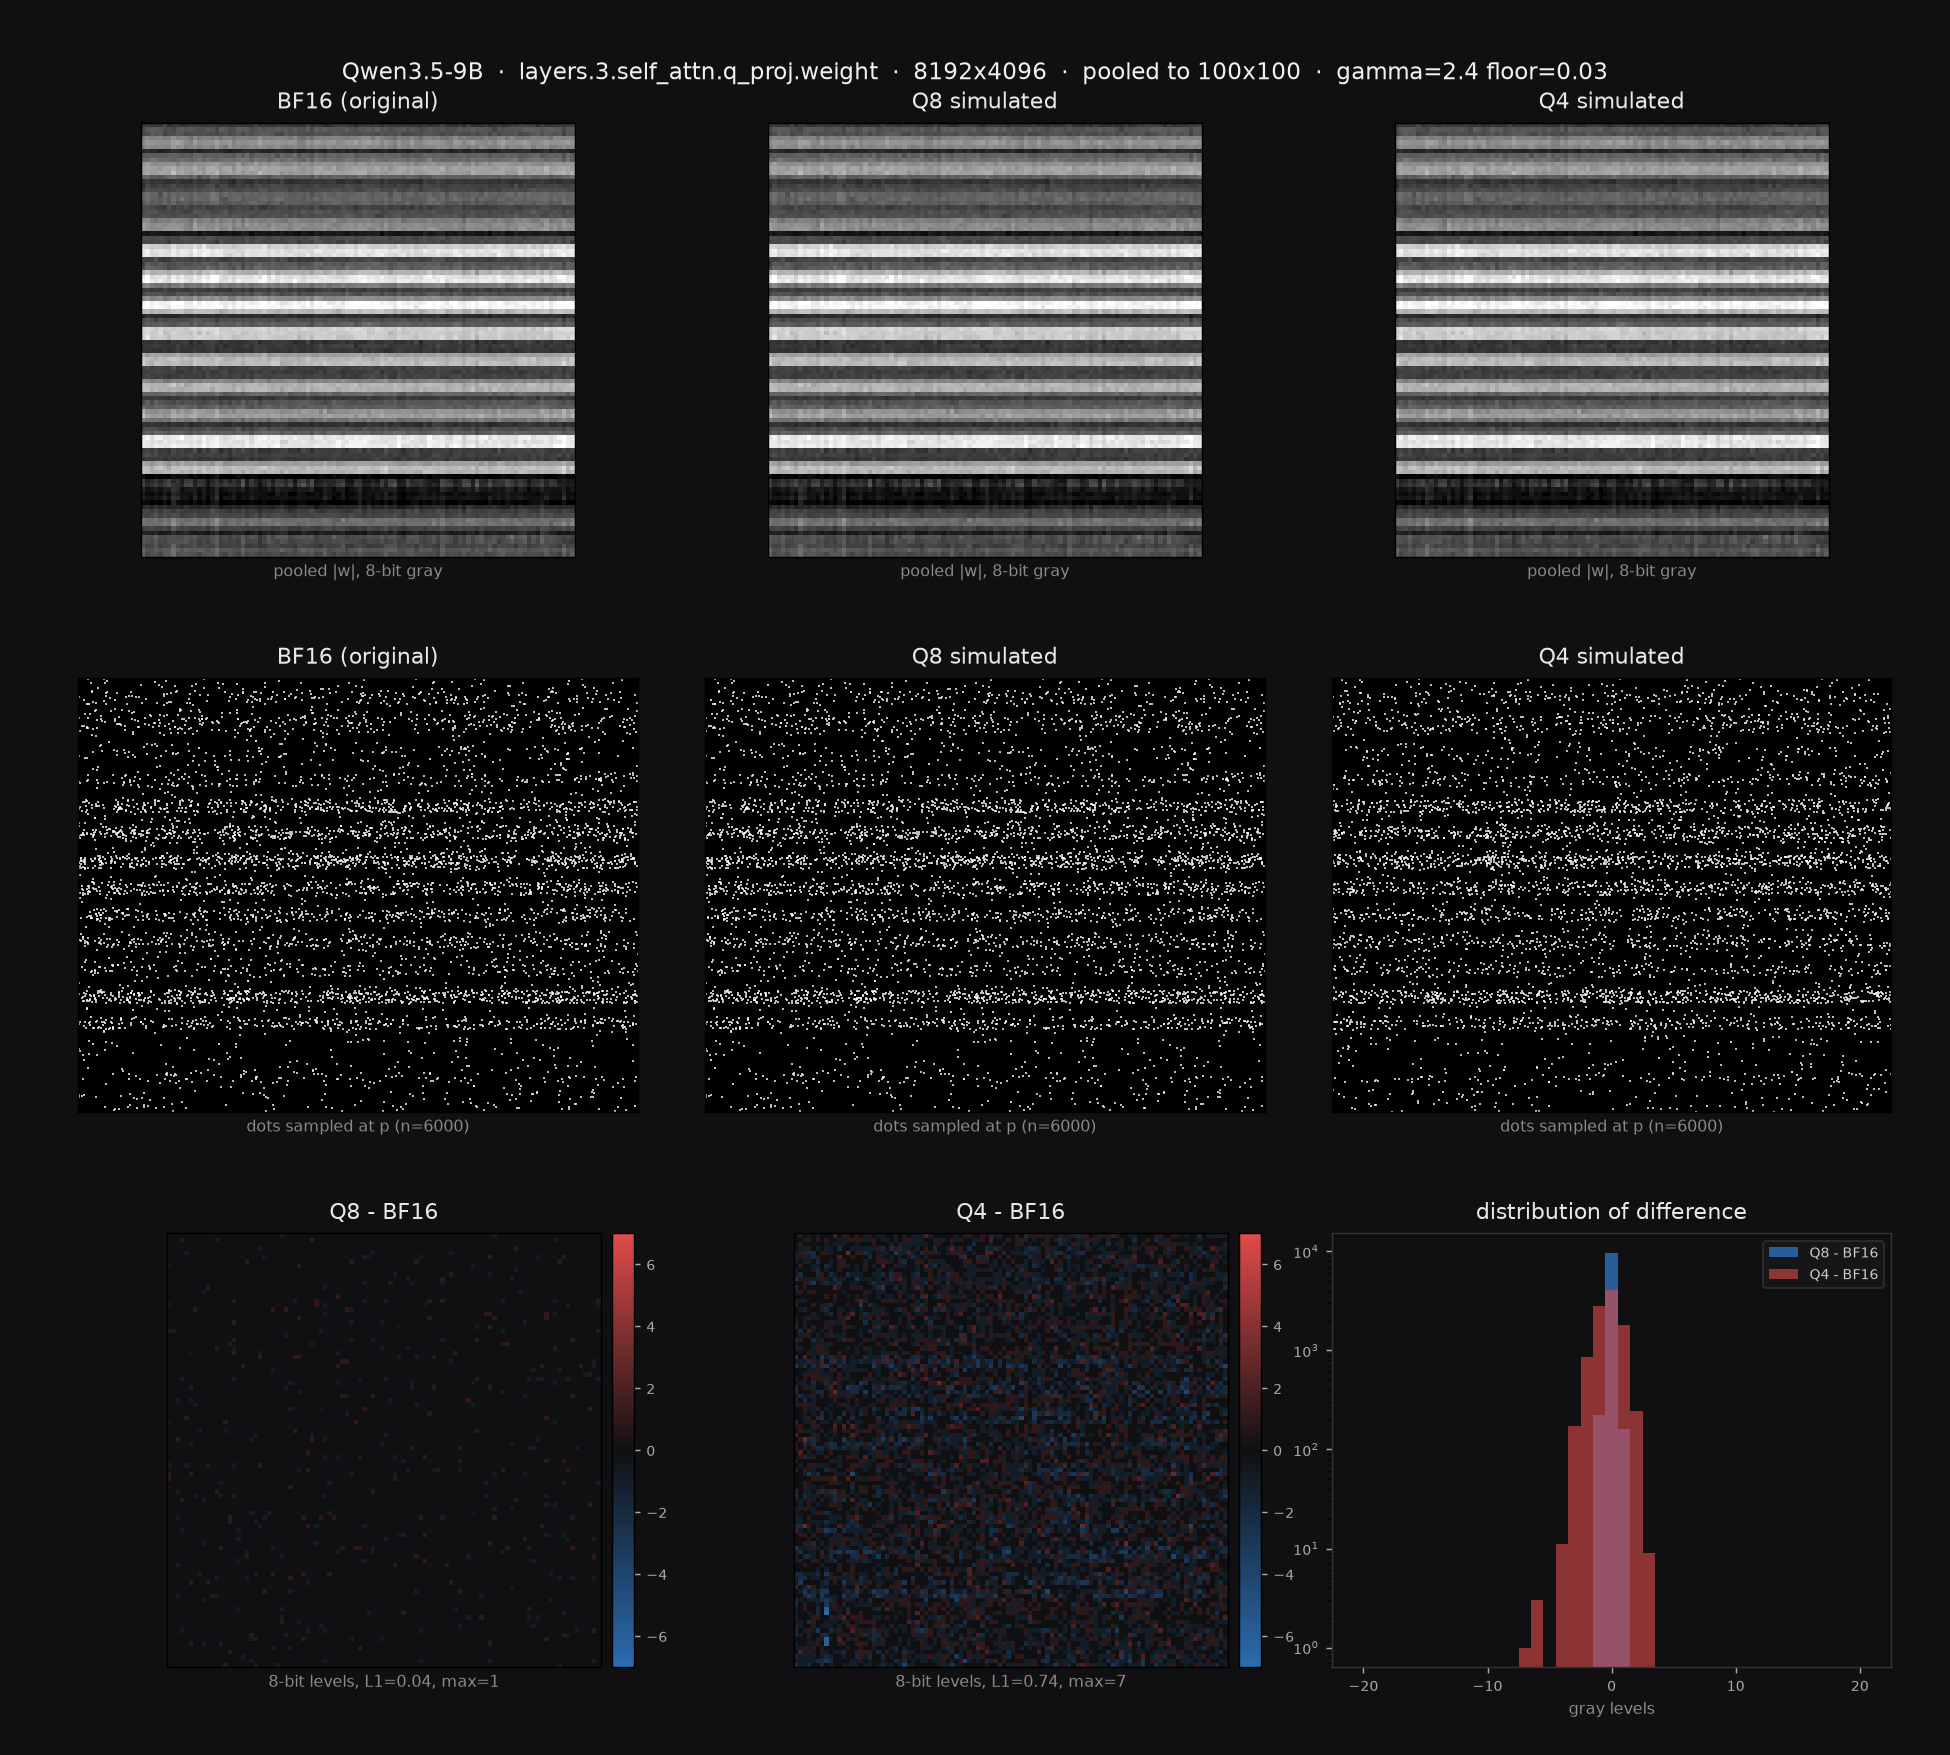 Qwen3.5-9B · layers.3.self_attn.q_proj.weight · 8192x4096 · pooled to 100x100 · gamma=2.4 floor=0.03
BF16 (original)
Q8 simulated
Q4 simulated
pooled |w|, 8-bit gray
pooled |w|, 8-bit gray
pooled |w|, 8-bit gray
BF16 (original)
Q8 simulated
Q4 simulated
dots sampled at p (n=6000)
dots sampled at p (n=6000)
dots sampled at p (n=6000)
Q8 - BF16
6
4
2
0
−2
−4
−6
8-bit levels, L1=0.04, max=1
Q4 - BF16
6
4
2
0
−2
−4
−6
8-bit levels, L1=0.74, max=7
distribution of difference
Q8 - BF16
Q4 - BF16
10⁴
10³
10²
10¹
10⁰
−20 −10 0 10 20
gray levels